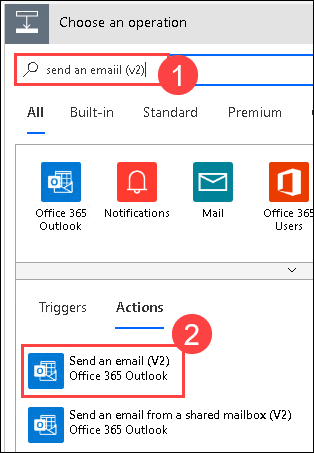 Choose an operation
send an emaiil (v2)
1
All Built-in Standard Premium
Office 365 Outlook
Notifications
Mail
Office 365 Users
Triggers Actions
2
Send an email (V2)
Office 365 Outlook
Send an email from a shared mailbox (V2)
Office 365 Outlook